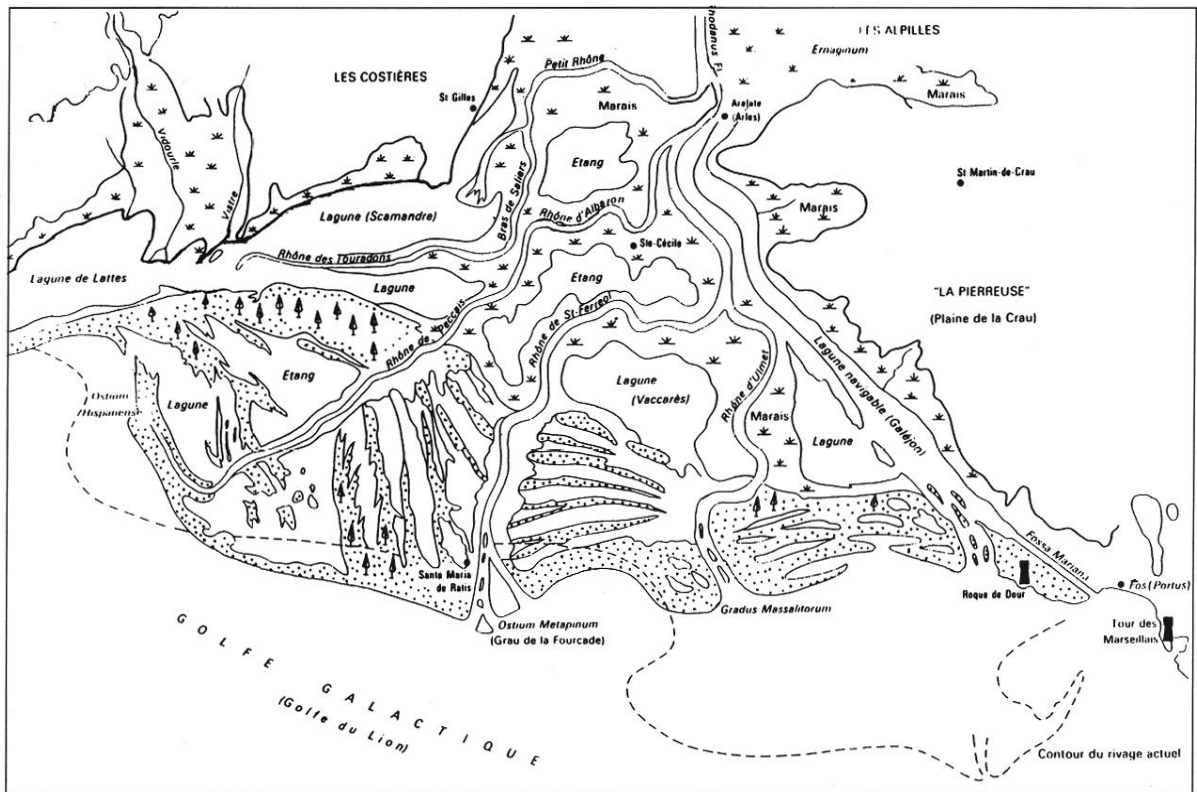 LES ALPILLES
Ernaginum
Rhodanus Fl
Petit Rhône
LES COSTIÈRES
St Gilles
Marais
Marais
Arelate
(Arles)
Vidourle
Vistre
Etang
St Martin-de-Crau
Bras de Saliers
Lagune (Scamandre)
Marais
Rhône d'Albaron
Ste-Cécile
Rhône des Touradons
Lagune de Lattes
Lagune
Etang
"LA PIERREUSE"
(Plaine de la Crau)
Rhône de Peccais
Rhône de St-Ferreol
Etang
Lagune
(Vaccarès)
Rhône d'Ulmet
Lagune navigable (Galéjon)
Ostium
(Hispanense)
Lagune
Marais
Lagune
Fossa Mariana
Santa Maria
de Ratis
Roque de Dour
Fos (Portus)
Gradus Massalitorum
Ostium Metapinum
(Grau de la Fourcade)
Tour des
Marseillais
GOLFE GALACTIQUE
(Golfe du Lion)
Contour du rivage actuel